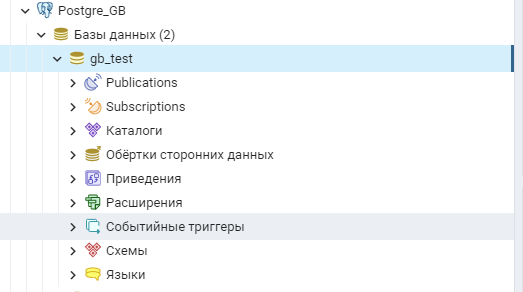 Postgre_GB
Базы данных (2)
gb_test
Publications
Subscriptions
Каталоги
Обёртки сторонних данных
Приведения
Расширения
Событийные триггеры
Схемы
Языки